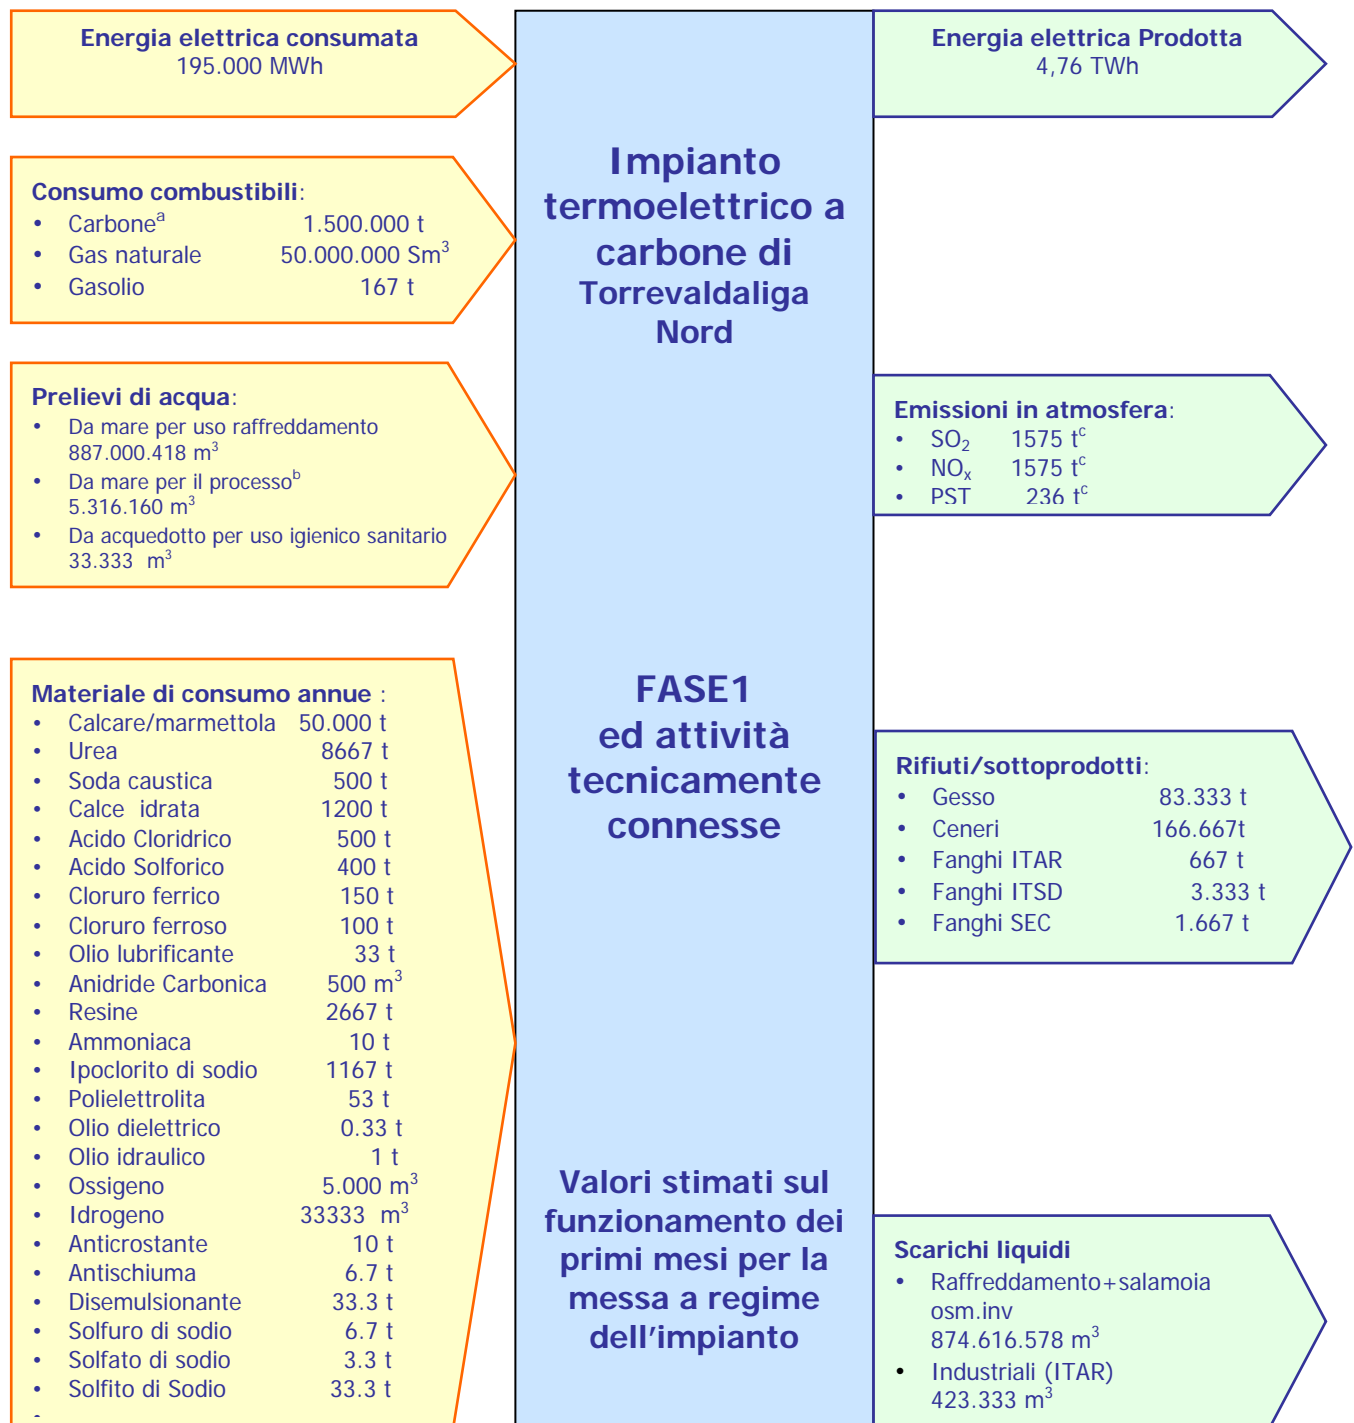 Energia elettrica consumata
195.000 MWh
Consumo combustibili:
• Carboneᵃ 1.500.000 t
• Gas naturale 50.000.000 Sm³
• Gasolio 167 t
Prelievi di acqua:
• Da mare per uso raffreddamento
887.000.418 m³
• Da mare per il processoᵇ
5.316.160 m³
• Da acquedotto per uso igienico sanitario
33.333 m³
Materiale di consumo annue :
• Calcare/marmettola 50.000 t
• Urea 8667 t
• Soda caustica 500 t
• Calce idrata 1200 t
• Acido Cloridrico 500 t
• Acido Solforico 400 t
• Cloruro ferrico 150 t
• Cloruro ferroso 100 t
• Olio lubrificante 33 t
• Anidride Carbonica 500 m³
• Resine 2667 t
• Ammoniaca 10 t
• Ipoclorito di sodio 1167 t
• Polielettrolita 53 t
• Olio dielettrico 0.33 t
• Olio idraulico 1 t
• Ossigeno 5.000 m³
• Idrogeno 33333 m³
• Anticrostante 10 t
• Antischiuma 6.7 t
• Disemulsionante 33.3 t
• Solfuro di sodio 6.7 t
• Solfato di sodio 3.3 t
• Solfito di Sodio 33.3 t
Impianto
termoelettrico a
carbone di
Torrevaldaliga
Nord
FASE1
ed attività
tecnicamente
connesse
Valori stimati sul
funzionamento dei
primi mesi per la
messa a regime
dell’impianto
Energia elettrica Prodotta
4,76 TWh
Emissioni in atmosfera:
• SO₂ 1575 tᶜ
• NOₓ 1575 tᶜ
• PST 236 tᶜ
Rifiuti/sottoprodotti:
• Gesso 83.333 t
• Ceneri 166.667t
• Fanghi ITAR 667 t
• Fanghi ITSD 3.333 t
• Fanghi SEC 1.667 t
Scarichi liquidi
• Raffreddamento+salamoia
osm.inv
874.616.578 m³
• Industriali (ITAR)
423.333 m³